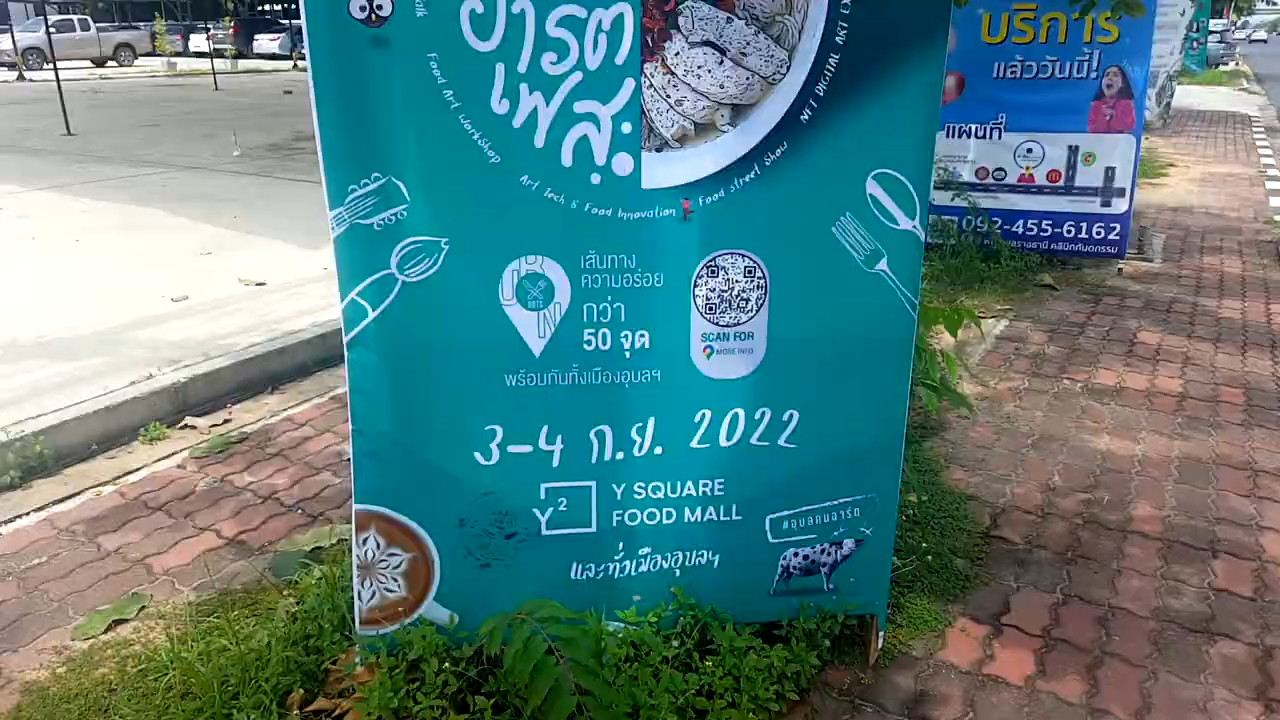 อาร์ต
เฟส:
Food Art Workshop
Art Tech & Food Innovation
Food Street Show
NFT DIGITAL ART
เส้นทาง
ความอร่อย
กว่า
50 จุด
พร้อมกันทั้งเมืองอุบลฯ
SCAN FOR
MORE INFO
3-4 ก.ย. 2022
Y²
Y SQUARE
FOOD MALL
และทั่วเมืองอุบลฯ
#อุบลคนอาร์ต
บริการ
แล้ววันนี้!
แผนที่
092-455-6162